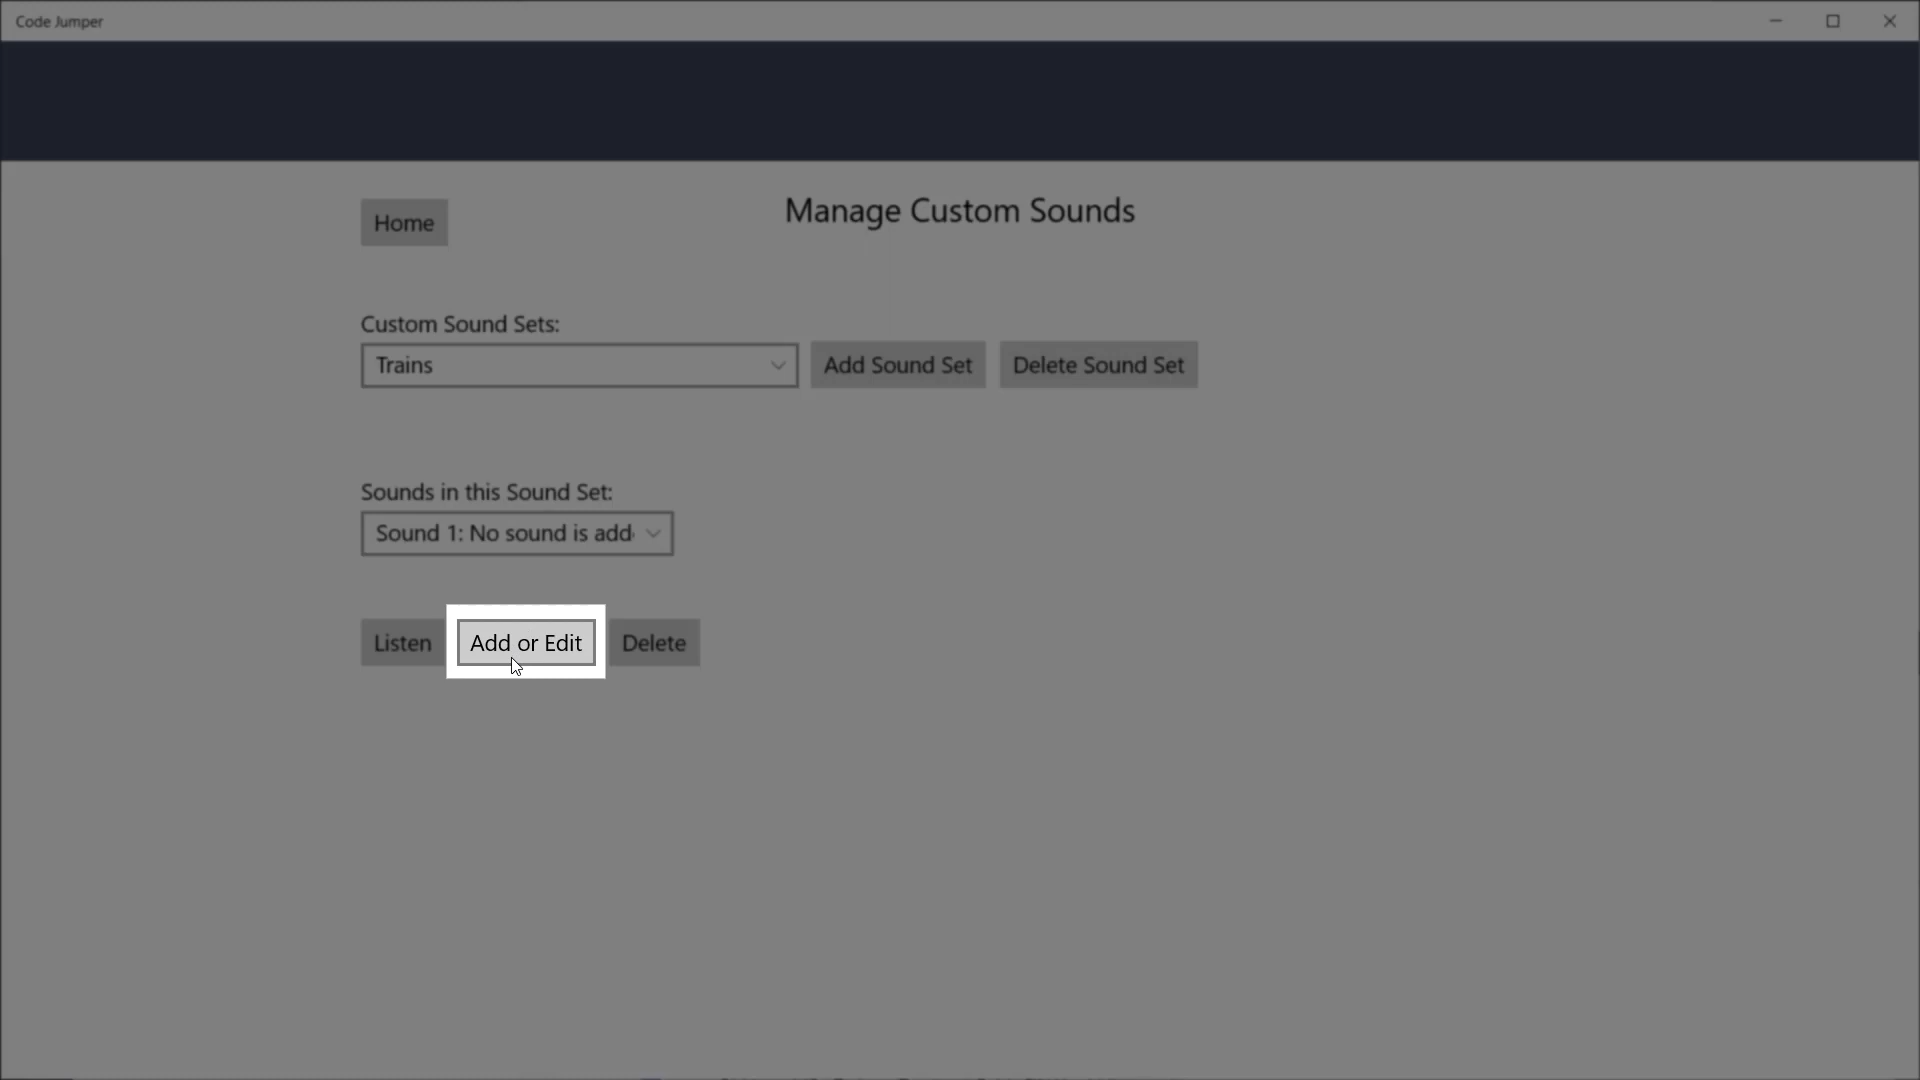 Code Jumper
Home
Manage Custom Sounds
Custom Sound Sets:
Trains
Add Sound Set
Delete Sound Set
Sounds in this Sound Set:
Sound 1: No sound is add
Listen
Add or Edit
Delete